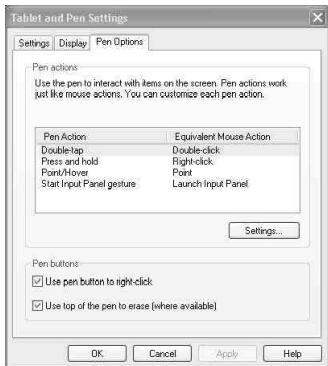 Tablet and Pen Settings
Settings Display Pen Options
Pen actions
Use the pen to interact with items on the screen. Pen actions work
just like mouse actions. You can customize each pen action.
Pen Action Equivalent Mouse Action
Double-tap Double-click
Press and hold Right-click
Point/Hover Point
Start Input Panel gesture Launch Input Panel
Settings...
Pen buttons
Use pen button to right-click
Use top of the pen to erase (where available)
OK Cancel Apply Help